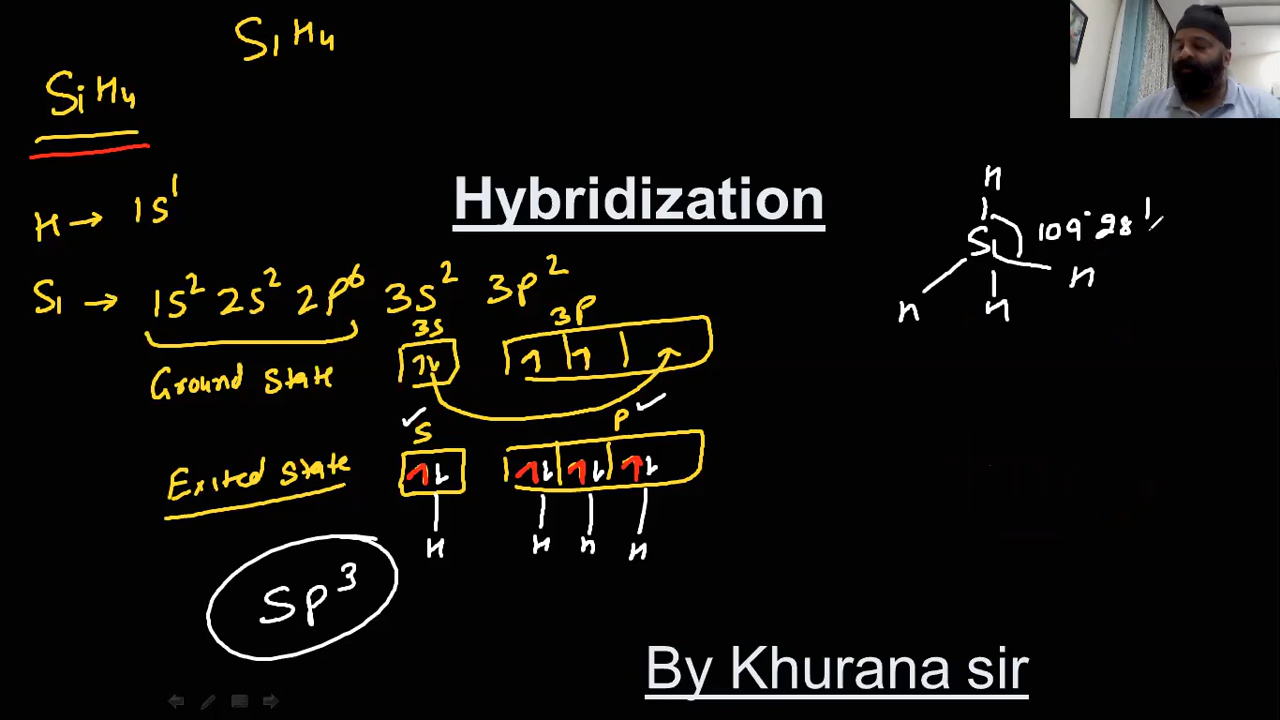 SiH4
SiH4
H → 1s¹
Hybridization
H
Si
109°28'
H
H
H
Si → 1s² 2s² 2p⁶ 3s² 3p²
3s
3p
Ground state
S
P
Exited state
H H H H
Sp³
By Khurana sir